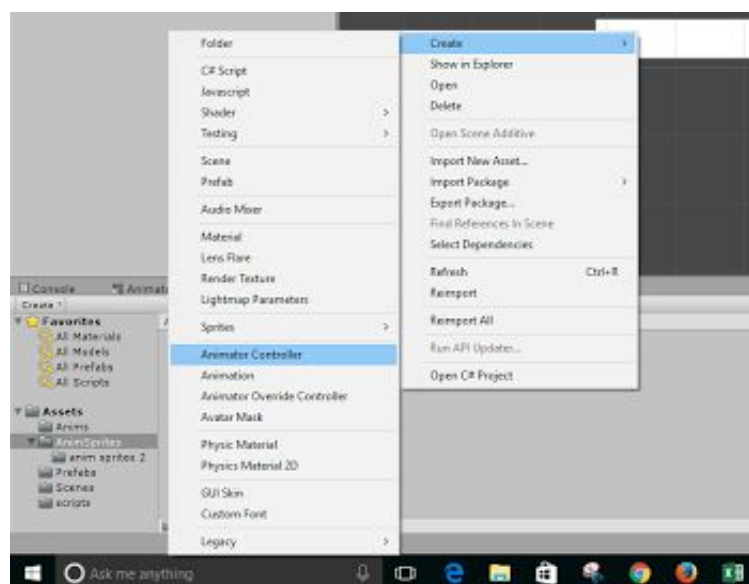 Folder
C# Script
Javascript
Shader
Testing
Scene
Prefab
Audio Mixer
Material
Lens Flare
Render Texture
Lightmap Parameters
Sprites
Animator Controller
Animation
Animator Override Controller
Avatar Mask
Physic Material
Physics Material 2D
GUI Skin
Custom Font
Legacy
Create
Show in Explorer
Open
Delete
Open Scene Additive
Import New Asset...
Import Package
Export Package...
Find References In Scene
Select Dependencies
Refresh Ctrl+R
Reimport
Reimport All
Run API Updater...
Open C# Project
Console Animat
Create
Favorites
All Materials
All Models
All Prefabs
All Scripts
Assets
Anims
AnimSprites
anim sprites 2
Prefabs
Scenes
scripts
Ask me anything